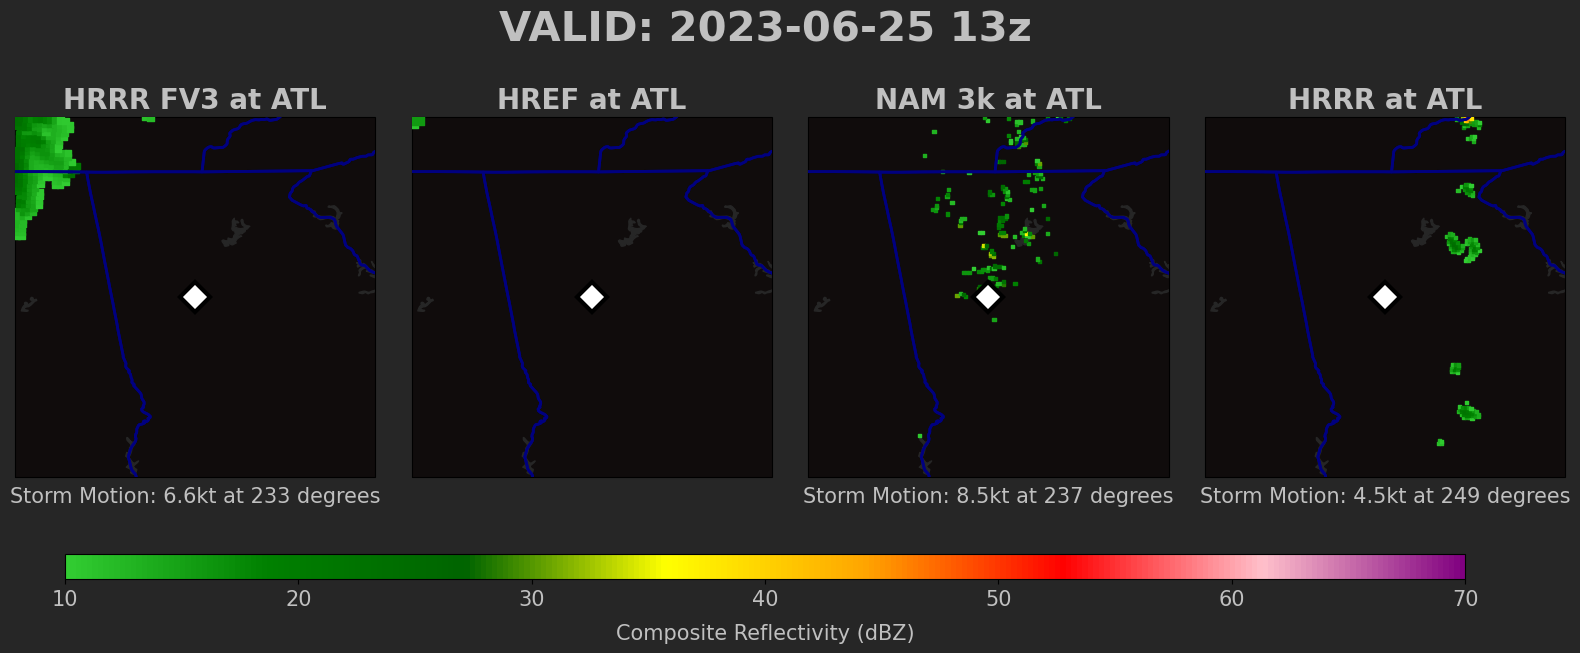 VALID: 2023-06-25 13z
HRRR FV3 at ATL
HREF at ATL
NAM 3k at ATL
HRRR at ATL
Storm Motion: 6.6kt at 233 degrees
Storm Motion: 8.5kt at 237 degrees
Storm Motion: 4.5kt at 249 degrees
10 20 30 40 50 60 70
Composite Reflectivity (dBZ)